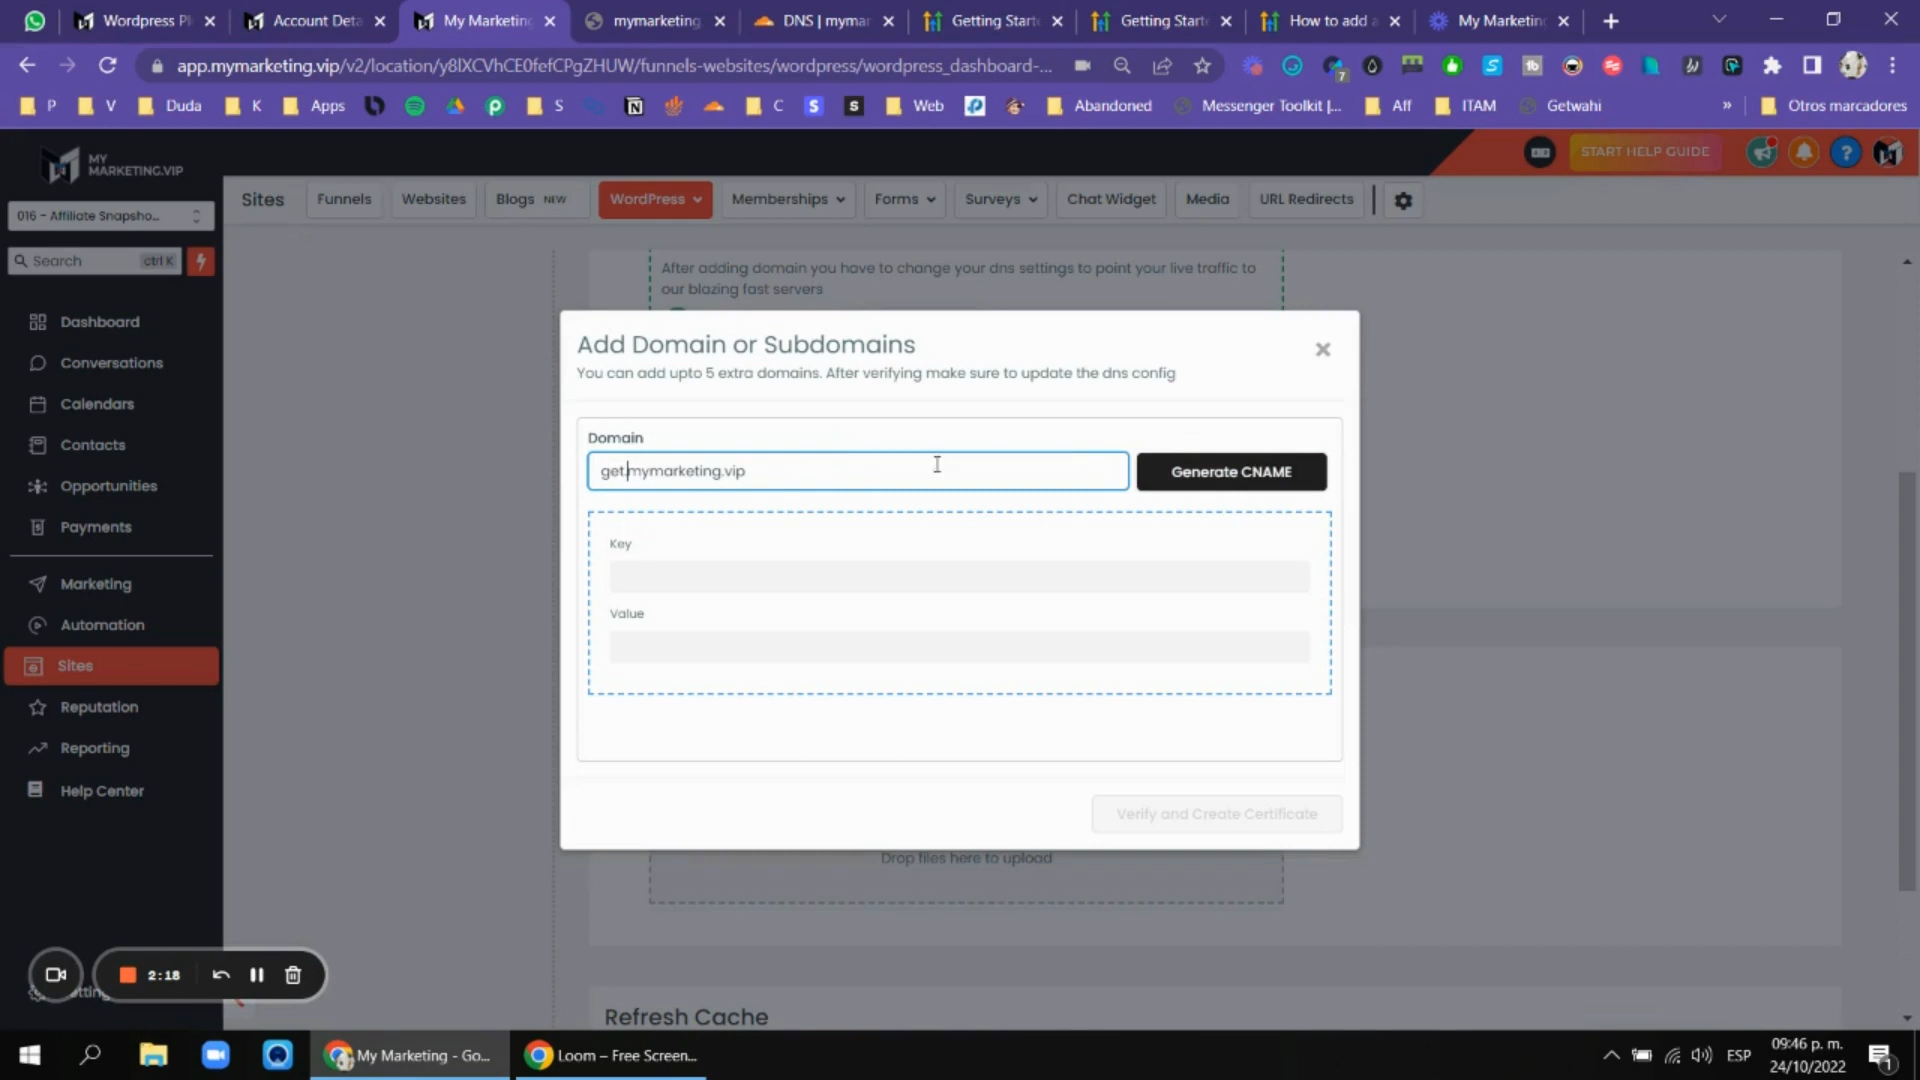 Wordpress Pl
Account Deta
My Marketin
mymarketing
DNS | mymar
Getting Start
Getting Start
How to add a
My Marketin
app.mymarketing.vip/v2/location/y8IXCVhCE0fefCPgZHUW/funnels-websites/wordpress/wordpress_dashboard-...
7
P
V
Duda
K
Apps
S
C
Web
Abandoned
Messenger Toolkit |...
Aff
ITAM
Getwahi
»
Otros marcadores
MY
MARKETING.VIP
START HELP GUIDE
016 - Affiliate Snapsho...
Sites
Funnels
Websites
Blogs NEW
WordPress
Memberships
Forms
Surveys
Chat Widget
Media
URL Redirects
Search
ctrl K
Dashboard
Conversations
Calendars
Contacts
Opportunities
Payments
Marketing
Automation
Sites
Reputation
Reporting
Help Center
After adding domain you have to change your dns settings to point your live traffic to
our blazing fast servers
Add Domain or Subdomains
You can add upto 5 extra domains. After verifying make sure to update the dns config
Domain
get.mymarketing.vip
Generate CNAME
Key
Value
Verify and Create Certificate
Drop files here to upload
Refresh Cache
2:18
My Marketing - Go...
Loom – Free Screen...
ESP
09:46 p. m.
24/10/2022
1